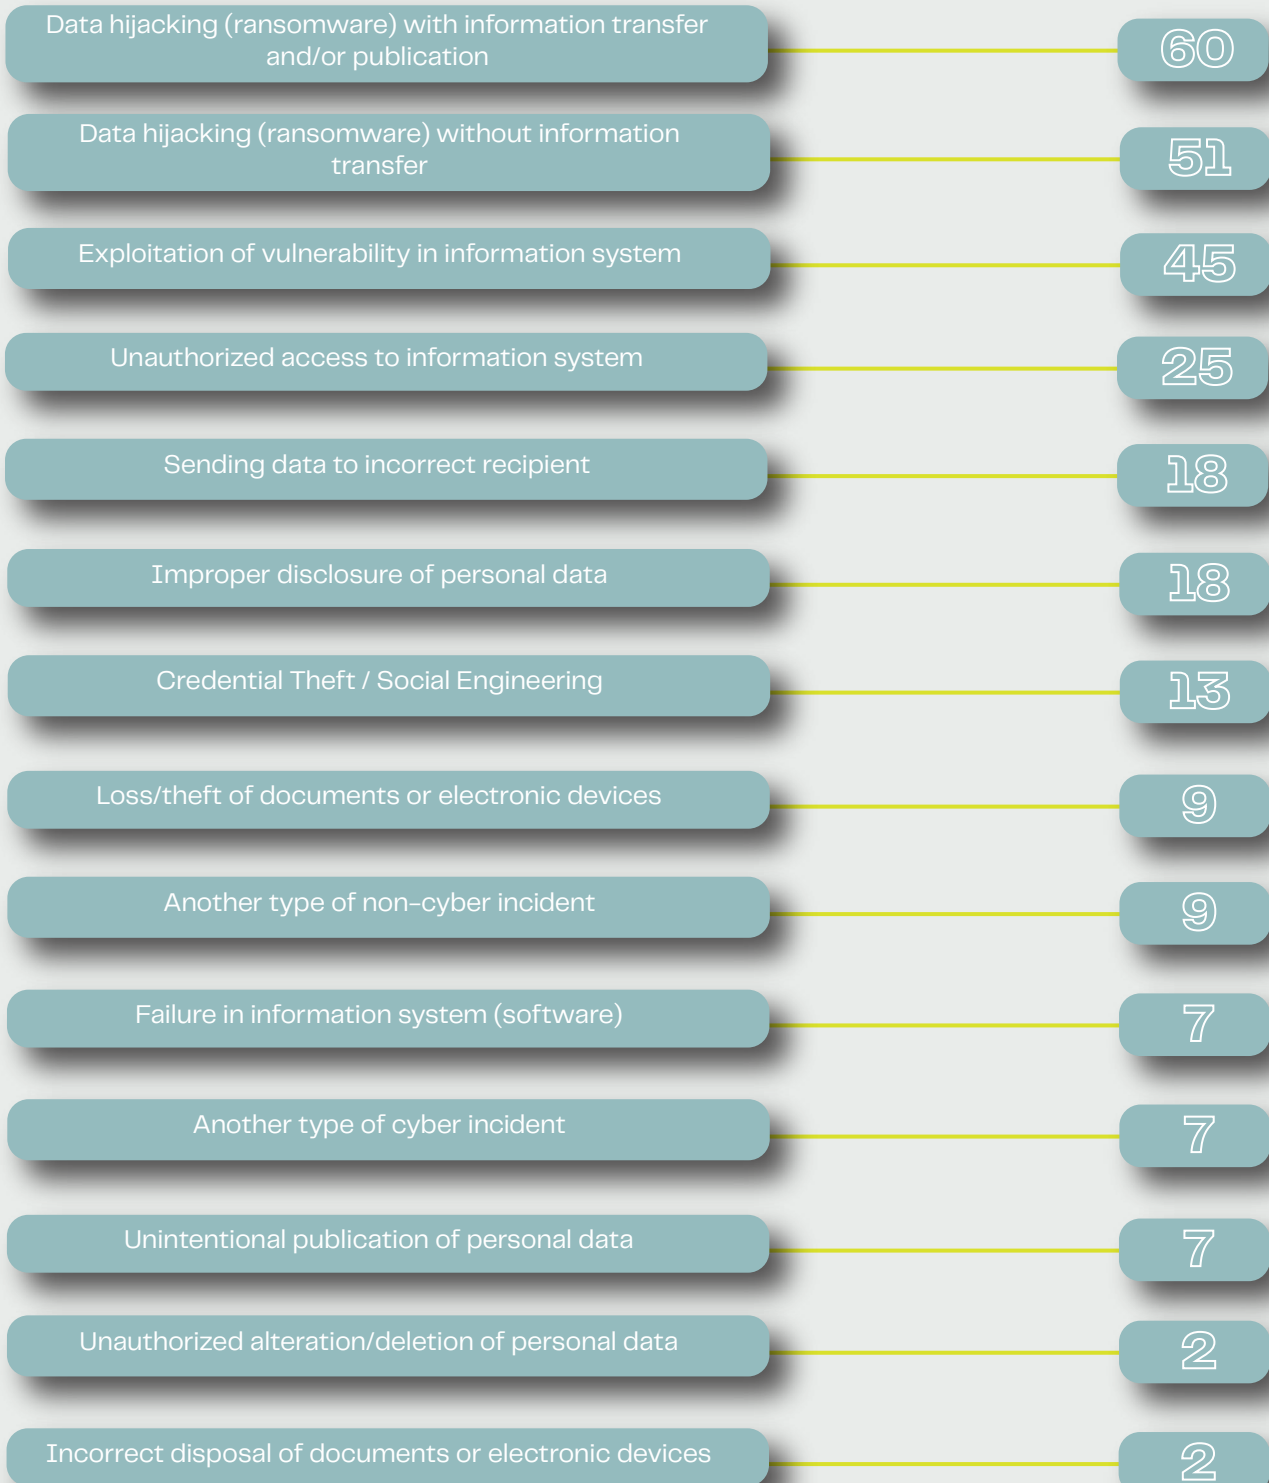 Data hijacking (ransomware) with information transfer
and/or publication
60
Data hijacking (ransomware) without information
transfer
51
Exploitation of vulnerability in information system
45
Unauthorized access to information system
25
Sending data to incorrect recipient
18
Improper disclosure of personal data
18
Credential Theft / Social Engineering
13
Loss/theft of documents or electronic devices
9
Another type of non-cyber incident
9
Failure in information system (software)
7
Another type of cyber incident
7
Unintentional publication of personal data
7
Unauthorized alteration/deletion of personal data
2
Incorrect disposal of documents or electronic devices
2